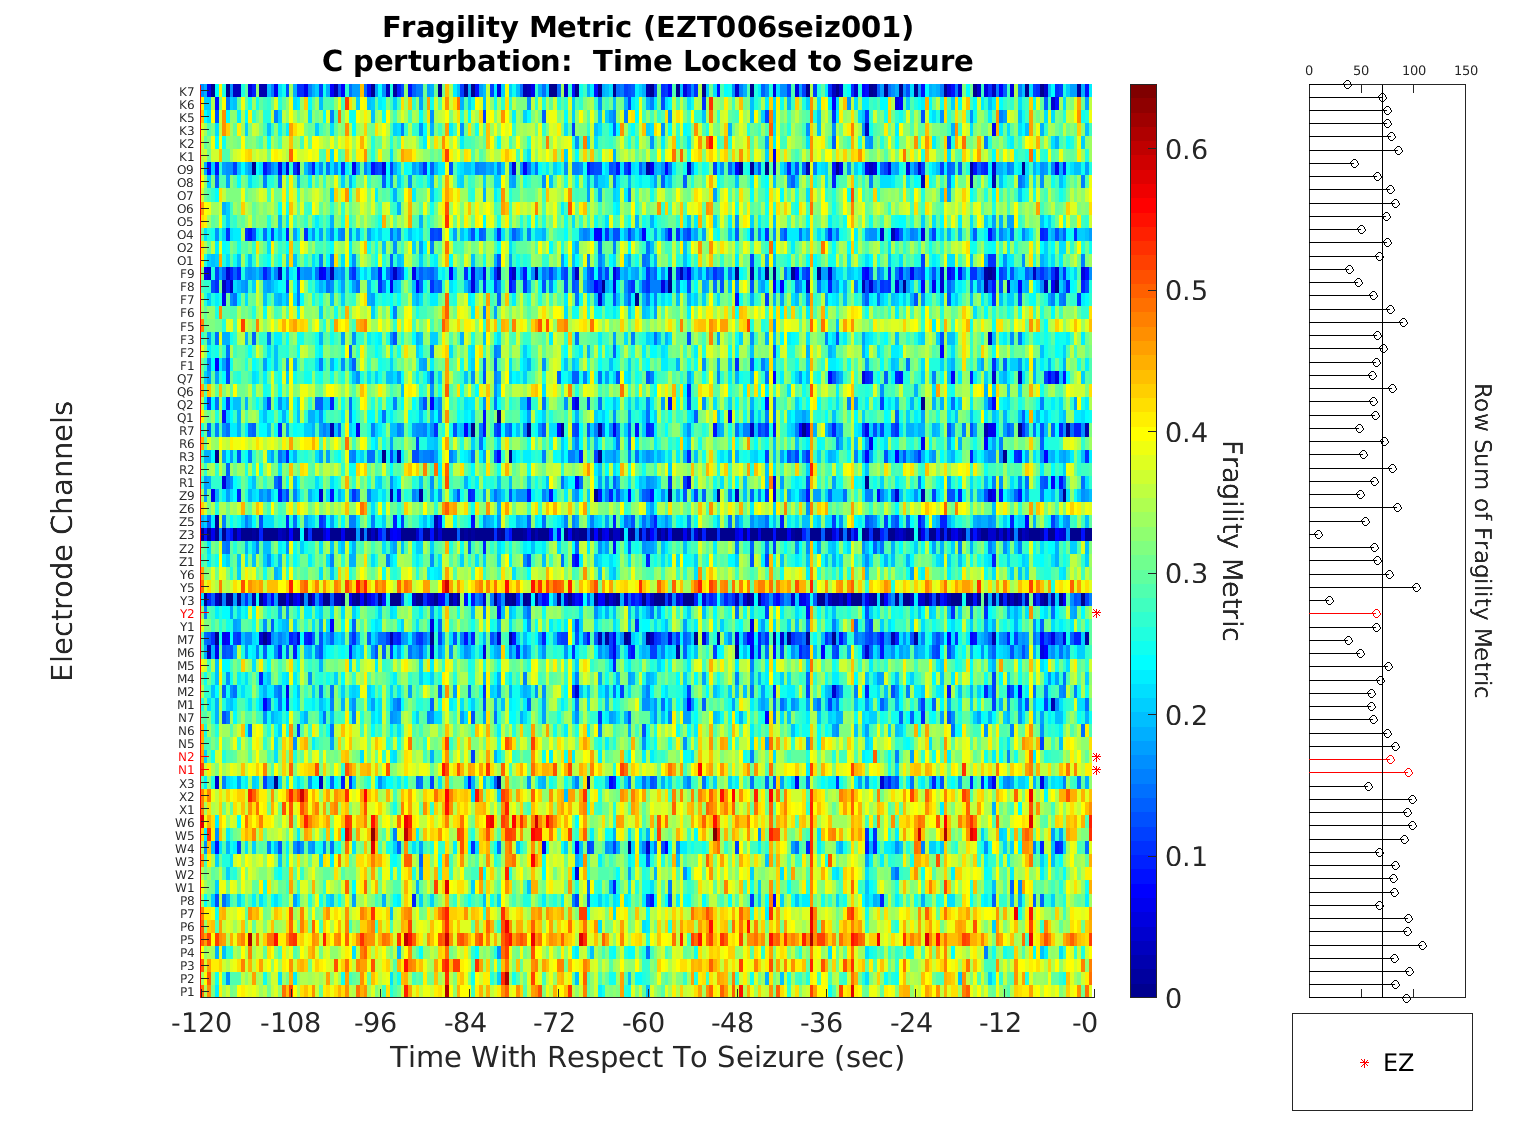 Fragility Metric (EZT006seiz001)
C perturbation:  Time Locked to Seizure
Electrode Channels
K7
K6
K5
K3
K2
K1
O9
O8
O7
O6
O5
O4
O2
O1
F9
F8
F7
F6
F5
F3
F2
F1
Q7
Q6
Q2
Q1
R7
R6
R3
R2
R1
Z9
Z6
Z5
Z3
Z2
Z1
Y6
Y5
Y3
Y2
Y1
M7
M6
M5
M4
M2
M1
N7
N6
N5
N2
N1
X3
X2
X1
W6
W5
W4
W3
W2
W1
P8
P7
P6
P5
P4
P3
P2
P1
-120 -108 -96 -84 -72 -60 -48 -36 -24 -12 -0
Time With Respect To Seizure (sec)
0.6
0.5
0.4
0.3
0.2
0.1
0
Fragility Metric
0 50 100 150
Row Sum of Fragility Metric
EZ